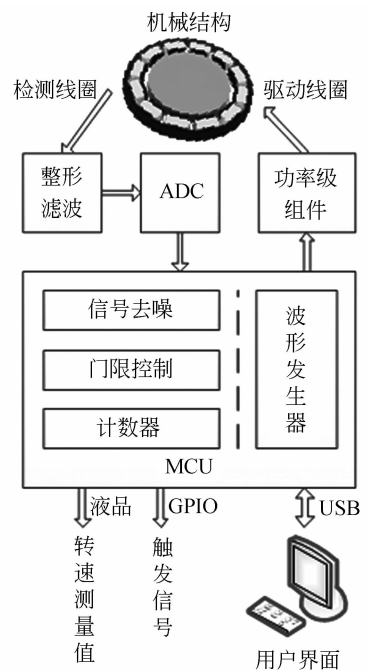 机械结构
检测线圈
驱动线圈
整形
滤波
ADC
功率级
组件
信号去噪
门限控制
计数器
波形发生器
MCU
液品
GPIO
USB
转速测量值
触发信号
用户界面